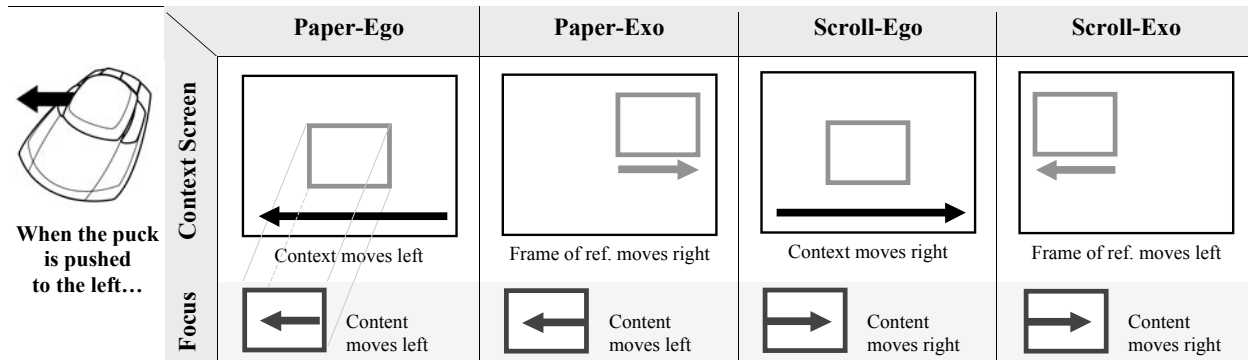 Paper-Ego
Paper-Exo
Scroll-Ego
Scroll-Exo
When the puck
is pushed
to the left…
Context Screen
Context moves left
Frame of ref. moves right
Context moves right
Frame of ref. moves left
Focus
Content
moves left
Content
moves left
Content
moves right
Content
moves right